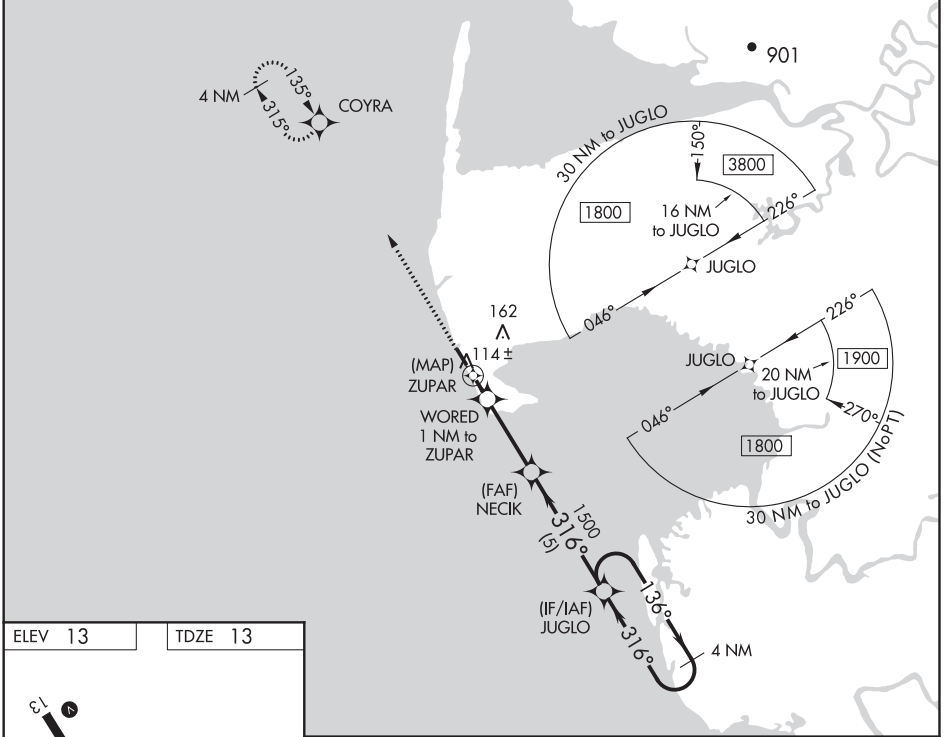 901
135°
4 NM
315°
COYRA
30 NM to JUGLO
150°
3800
1800
16 NM
to JUGLO
226°
JUGLO
046°
162
114±
(MAP)
ZUPAR
WORED
1 NM to
ZUPAR
226°
JUGLO
20 NM
to JUGLO
1900
270°
046°
1800
30 NM to JUGLO (NoPT)
(FAF)
NECIK
1500
316°
(5)
(IF/IAF)
JUGLO
136°
316°
4 NM
ELEV 13
TDZE 13
13
V